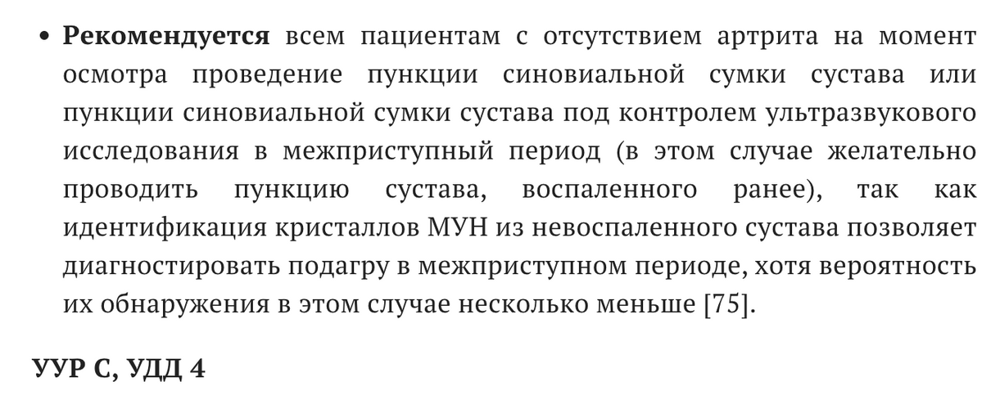 • Рекомендуется всем пациентам с отсутствием артрита на момент
осмотра проведение пункции синовиальной сумки сустава или
пункции синовиальной сумки сустава под контролем ультразвукового
исследования в межприступный период (в этом случае желательно
проводить пункцию сустава, воспаленного ранее), так как
идентификация кристаллов МУН из невоспаленного сустава позволяет
диагностировать подагру в межприступном периоде, хотя вероятность
их обнаружения в этом случае несколько меньше [75].
УУР С, УДД 4